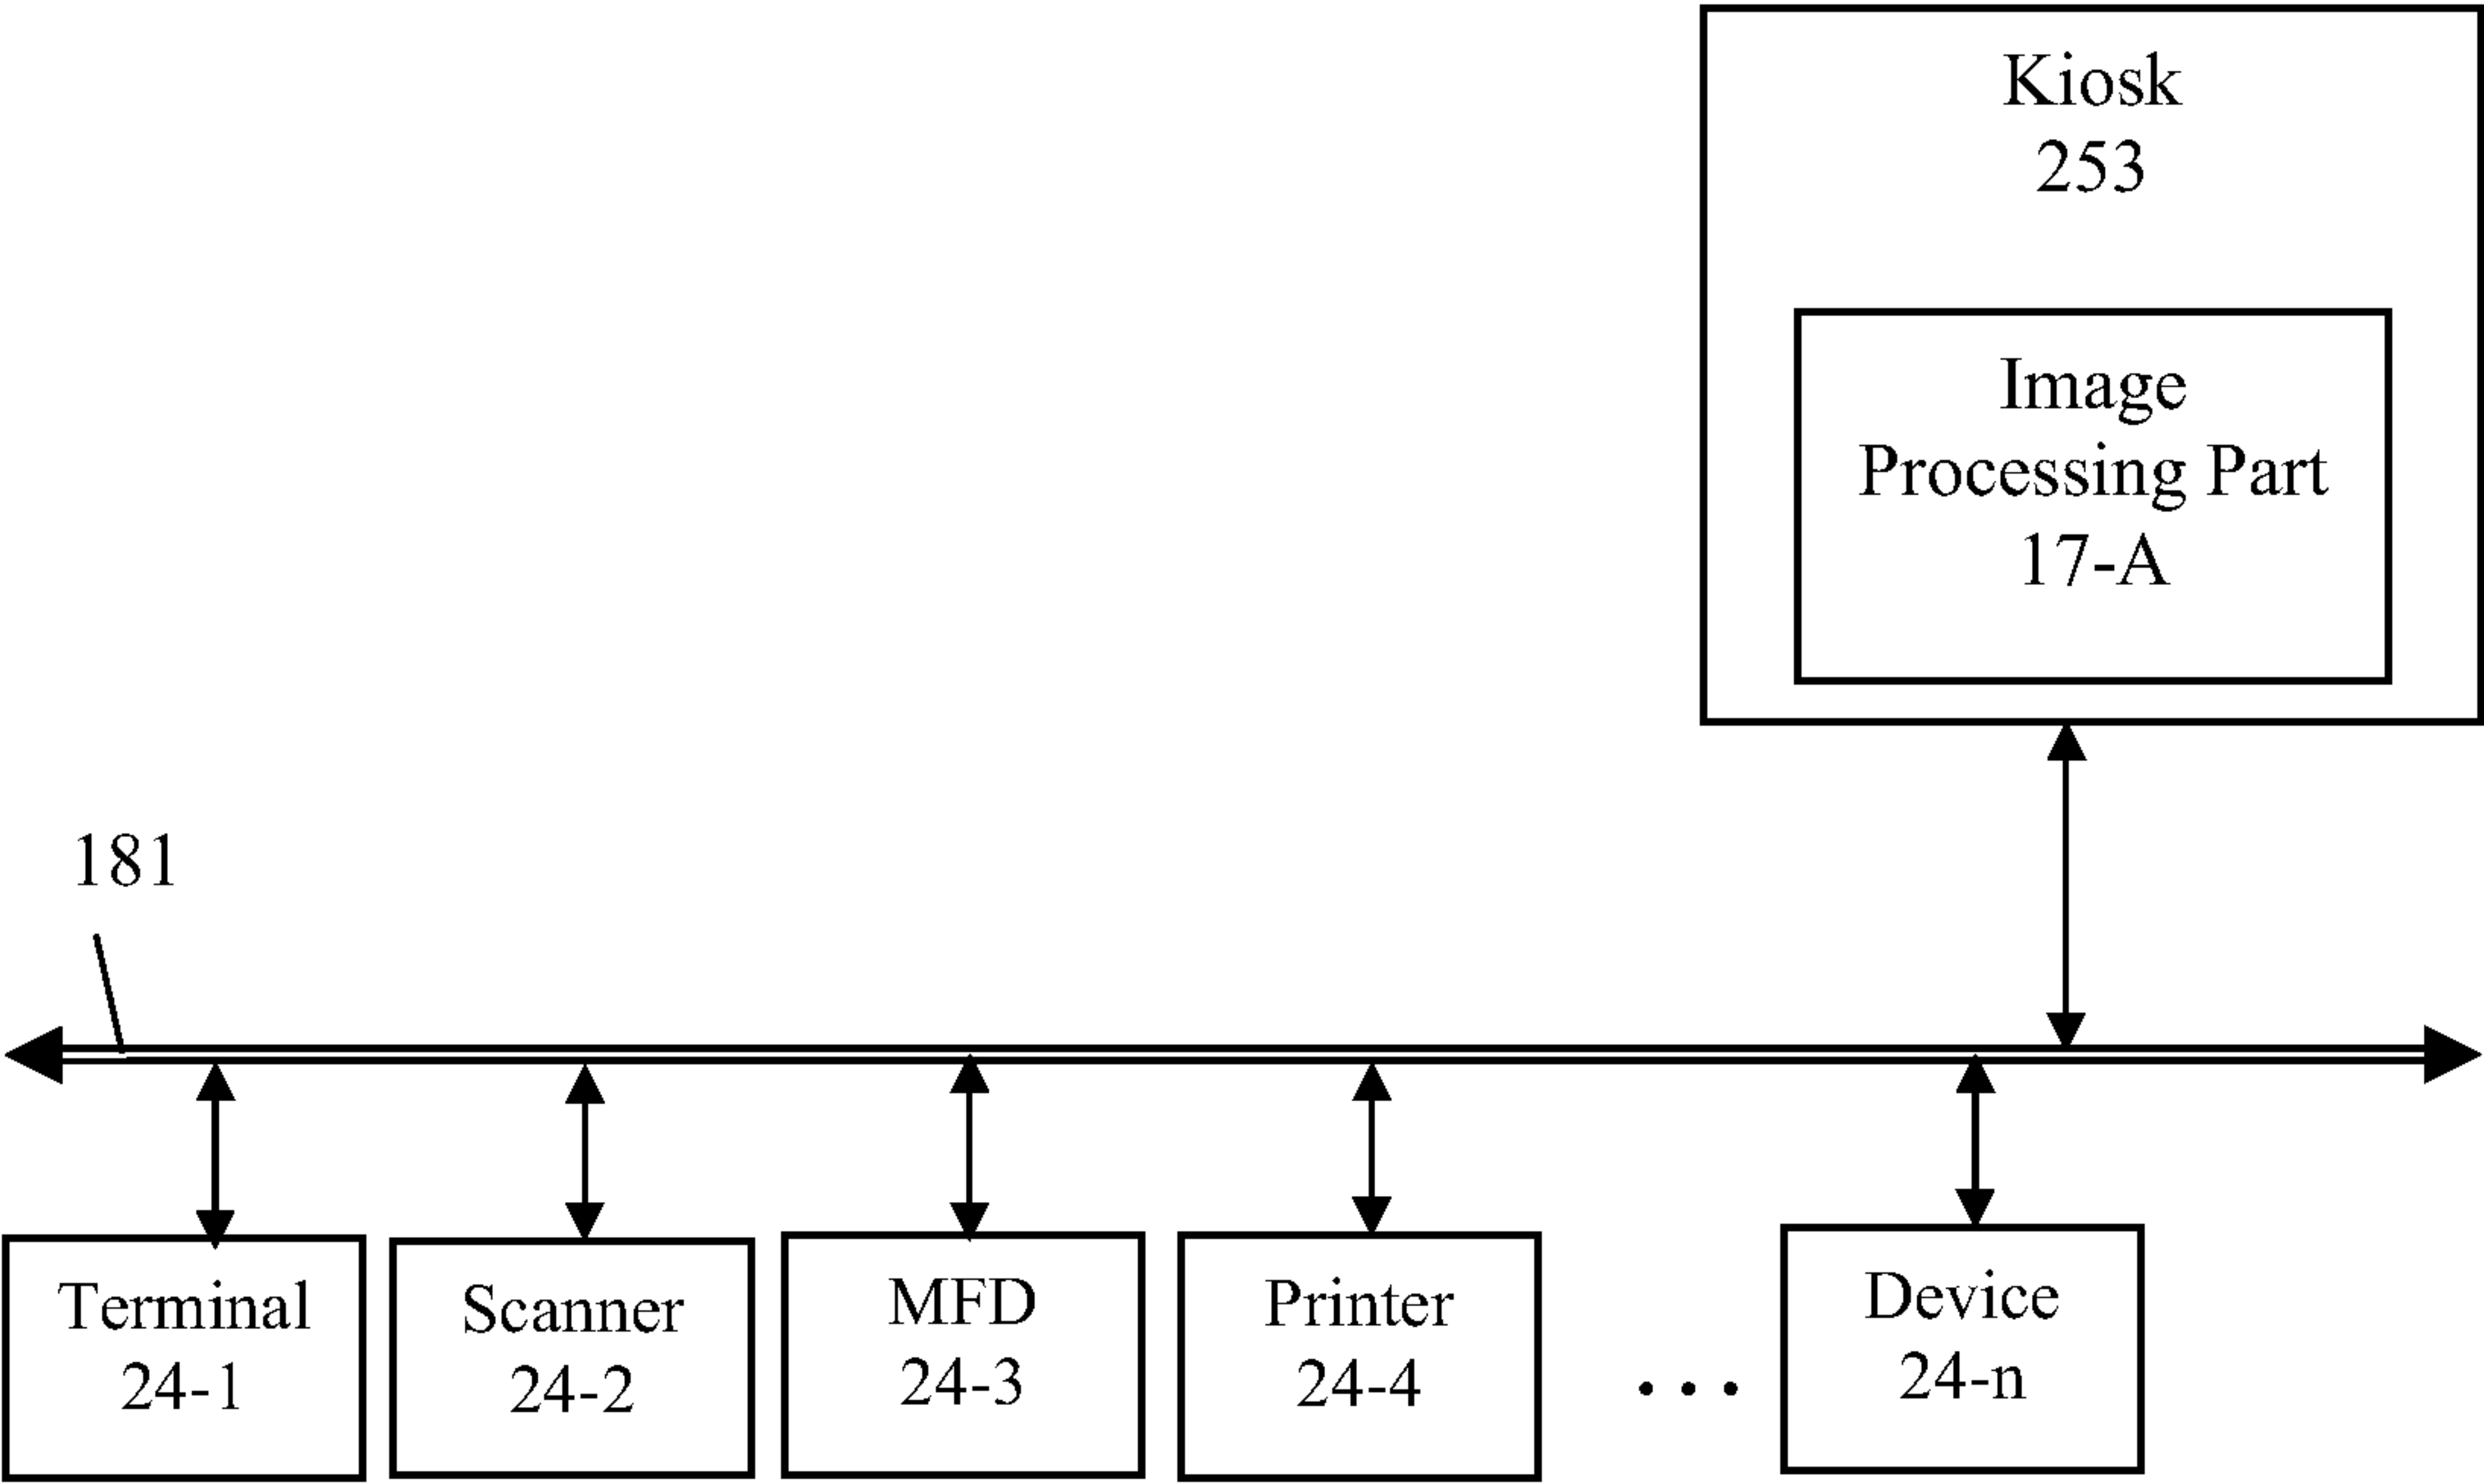 Kiosk
253
Image
Processing Part
17-A
181
Terminal
24-1
Scanner
24-2
MFD
24-3
Printer
24-4
...
Device
24-n